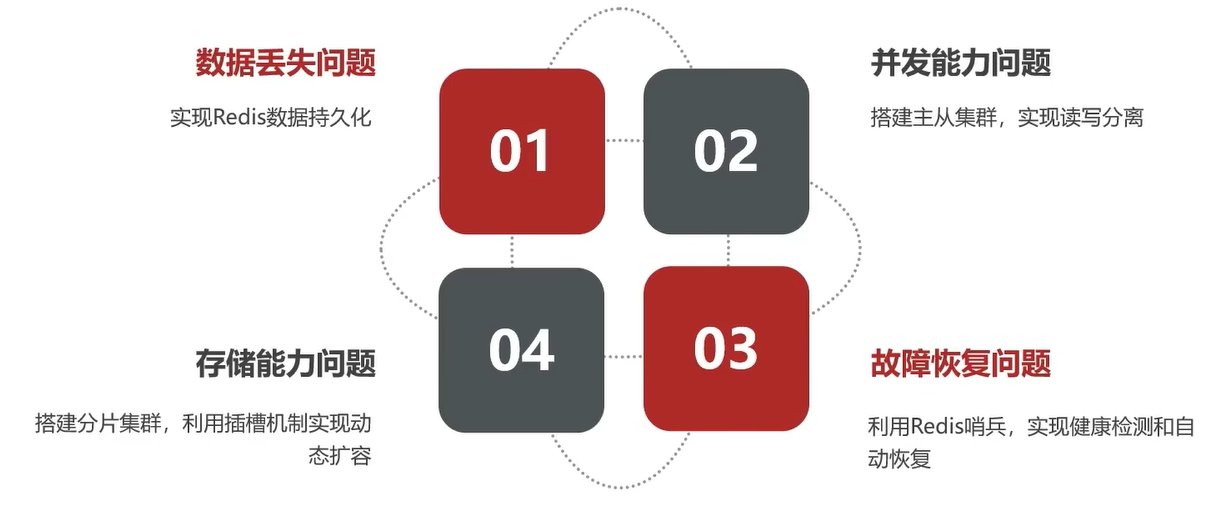 数据丢失问题
实现Redis数据持久化
01
02
并发能力问题
搭建主从集群，实现读写分离
存储能力问题
搭建分片集群，利用插槽机制实现动
态扩容
04
03
故障恢复问题
利用Redis哨兵，实现健康检测和自
动恢复